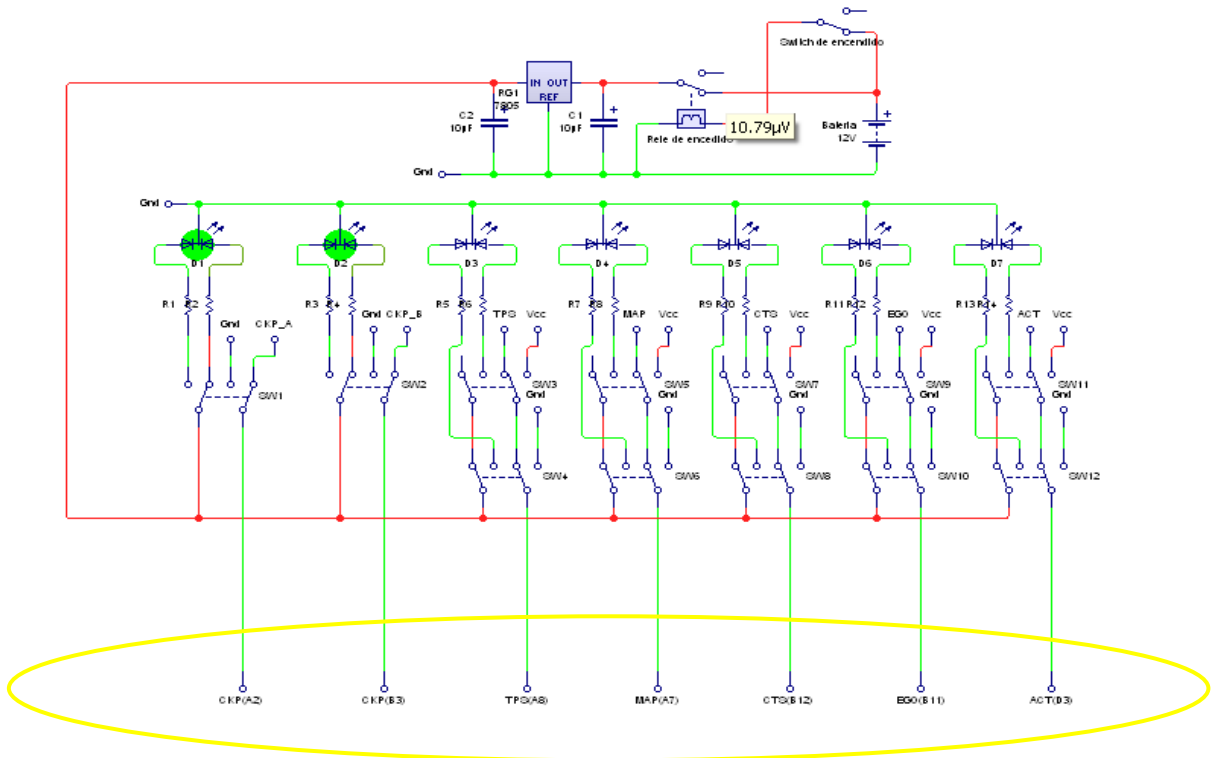 Switch de encendido
IN OUT
REF
RG1
7805
C2
10µF
C1
10µF
10.79µV
Rele de encedido
Batería
12V
Gnd
Gnd
D1
D2
D3
D4
D5
D6
D7
R1 R2
R3 R4
R5 R6
R7 R8
R9 R10
R11 R12
R13 R14
Gnd CKP_A
Gnd CKP_B
TPS Vcc
MAP Vcc
CTS Vcc
EGO Vcc
ACT Vcc
SW1
SW2
SW3
SW5
SW7
SW9
SW11
Gnd
Gnd
Gnd
Gnd
Gnd
SW4
SW6
SW8
SW10
SW12
CKP(A2)
CKP(B3)
TPS(A8)
MAP(A7)
CTS(B12)
EGO(B11)
ACT(D3)